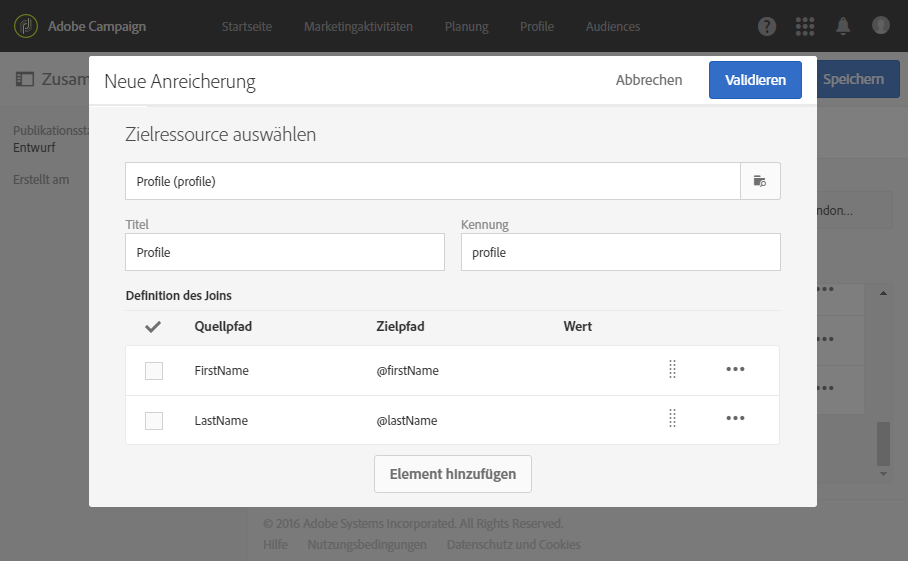 Adobe Campaign
Startseite
Marketingaktivitäten
Planung
Profile
Audiences
Zusam
Neue Anreicherung
Abbrechen
Validieren
Speichern
Publikationssta
Entwurf
Erstellt am
Zielressource auswählen
Profile (profile)
Titel
Kennung
Profile
profile
ndon...
Definition des Joins
Quellpfad
Zielpfad
Wert
FirstName
@firstName
LastName
@lastName
Element hinzufügen
© 2016 Adobe Systems Incorporated. All Rights Reserved.
Hilfe
Nutzungsbedingungen
Datenschutz und Cookies